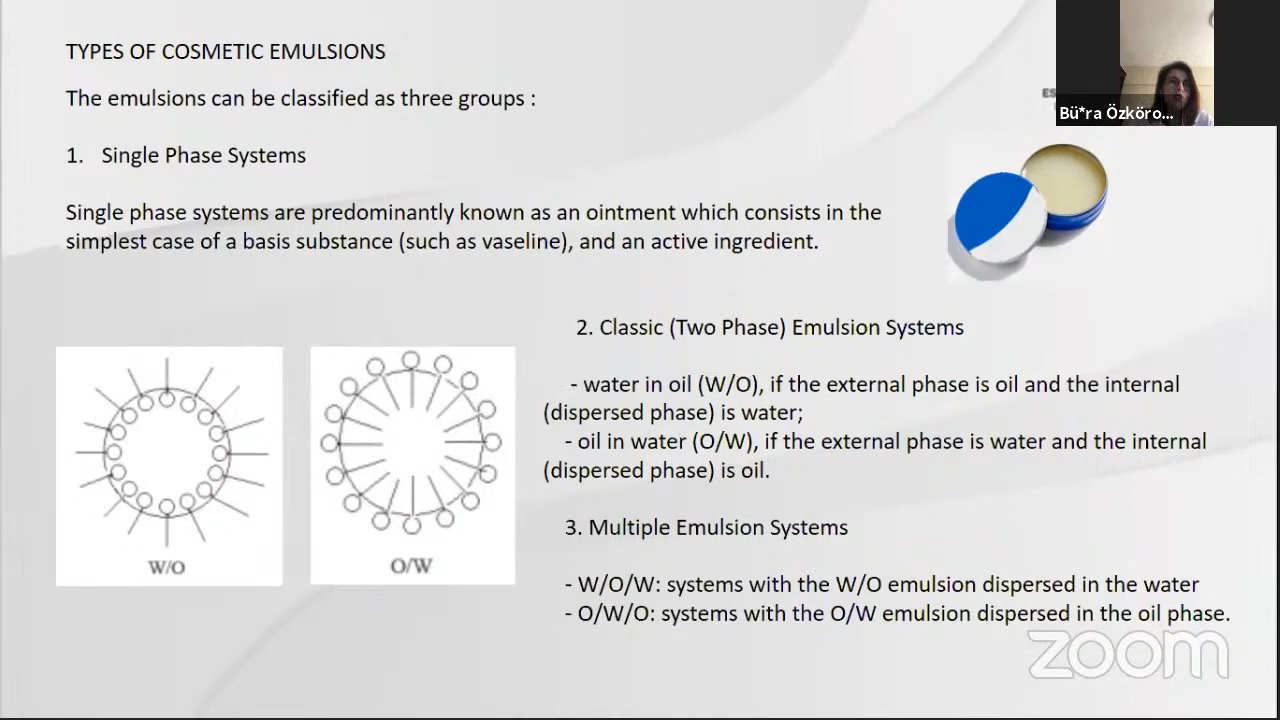 TYPES OF COSMETIC EMULSIONS
The emulsions can be classified as three groups :
1. Single Phase Systems
Single phase systems are predominantly known as an ointment which consists in the
simplest case of a basis substance (such as vaseline), and an active ingredient.
ES
Bü*ra Özköro...
2. Classic (Two Phase) Emulsion Systems
- water in oil (W/O), if the external phase is oil and the internal
(dispersed phase) is water;
- oil in water (O/W), if the external phase is water and the internal
(dispersed phase) is oil.
W/O
O/W
3. Multiple Emulsion Systems
- W/O/W: systems with the W/O emulsion dispersed in the water
- O/W/O: systems with the O/W emulsion dispersed in the oil phase.
zoom